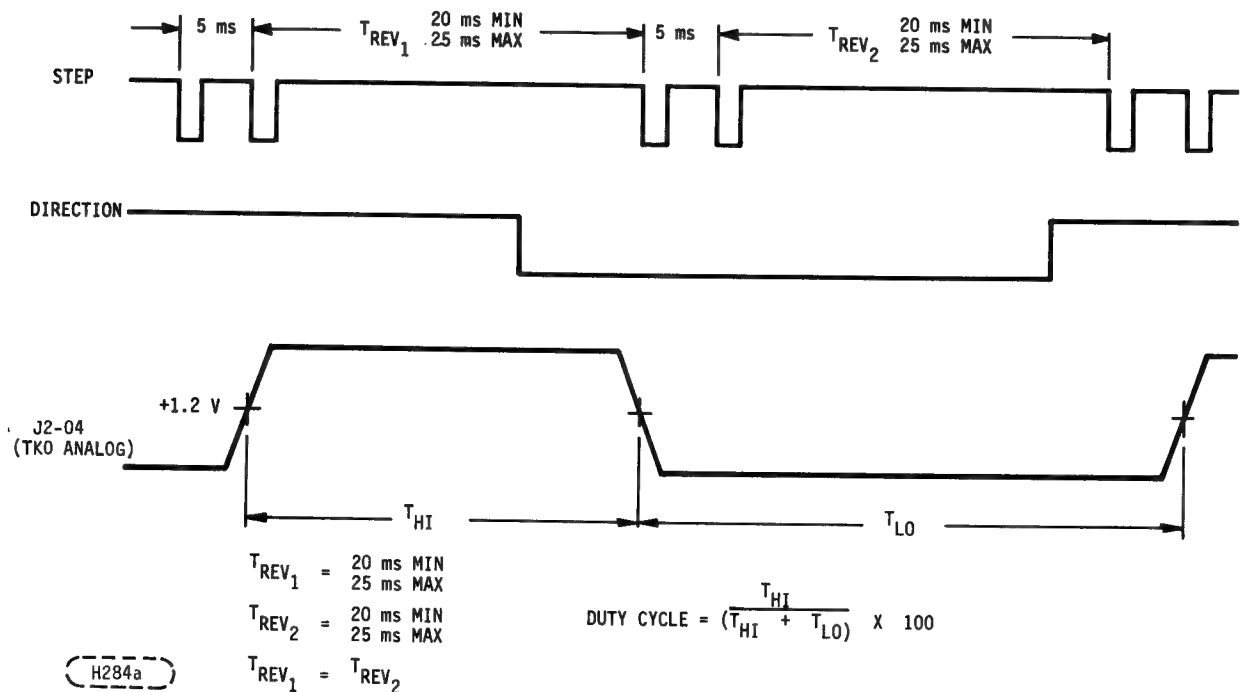 5 ms
T_REV1 20 ms MIN
25 ms MAX
5 ms
T_REV2 20 ms MIN
25 ms MAX
STEP
DIRECTION
+1.2 V
J2-04
(TKO ANALOG)
T_HI
T_LO
T_REV1 = 20 ms MIN
25 ms MAX
T_REV2 = 20 ms MIN
25 ms MAX
T_REV1 = T_REV2
DUTY CYCLE = (T_HI / T_HI + T_LO) X 100
H284a